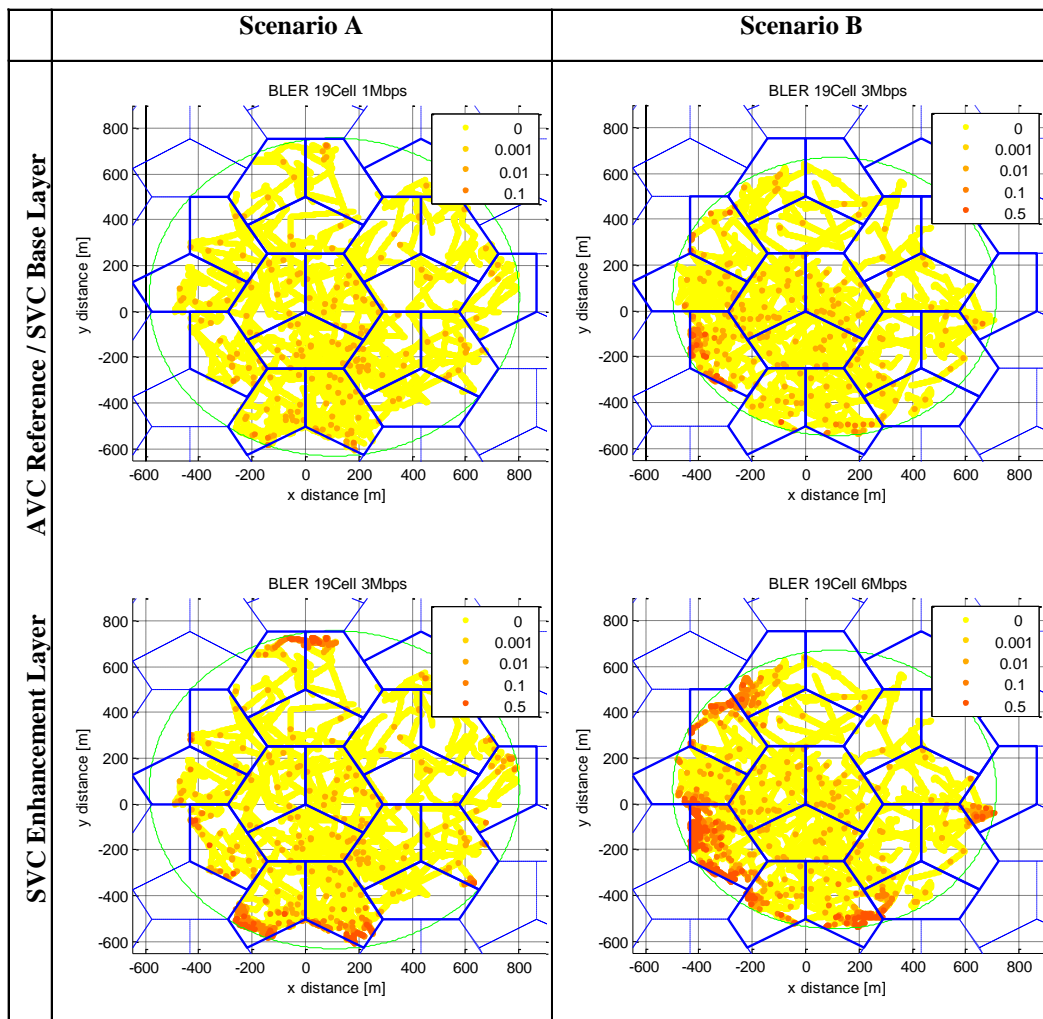 Scenario A
Scenario B
AVC Reference / SVC Base Layer
BLER 19Cell 1Mbps
0
0.001
0.01
0.1
800
600
400
200
0
-200
-400
-600
y distance [m]
-600 -400 -200 0 200 400 600 800
x distance [m]
BLER 19Cell 3Mbps
0
0.001
0.01
0.1
0.5
800
600
400
200
0
-200
-400
-600
y distance [m]
-600 -400 -200 0 200 400 600 800
x distance [m]
SVC Enhancement Layer
BLER 19Cell 3Mbps
0
0.001
0.01
0.1
0.5
800
600
400
200
0
-200
-400
-600
y distance [m]
-600 -400 -200 0 200 400 600 800
x distance [m]
BLER 19Cell 6Mbps
0
0.001
0.01
0.1
0.5
800
600
400
200
0
-200
-400
-600
y distance [m]
-600 -400 -200 0 200 400 600 800
x distance [m]